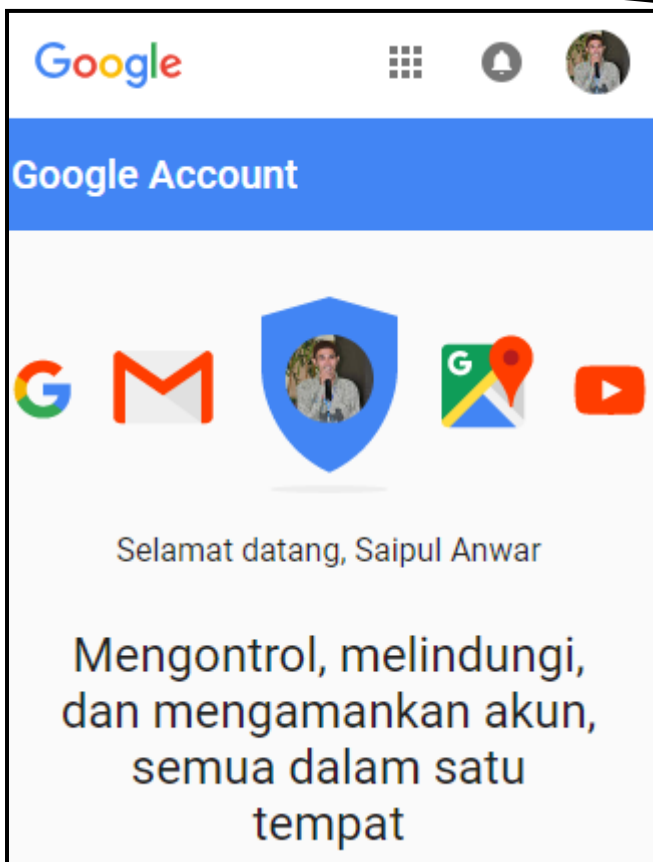 Google
Google Account
Selamat datang, Saipul Anwar
Mengontrol, melindungi,
dan mengamankan akun,
semua dalam satu
tempat